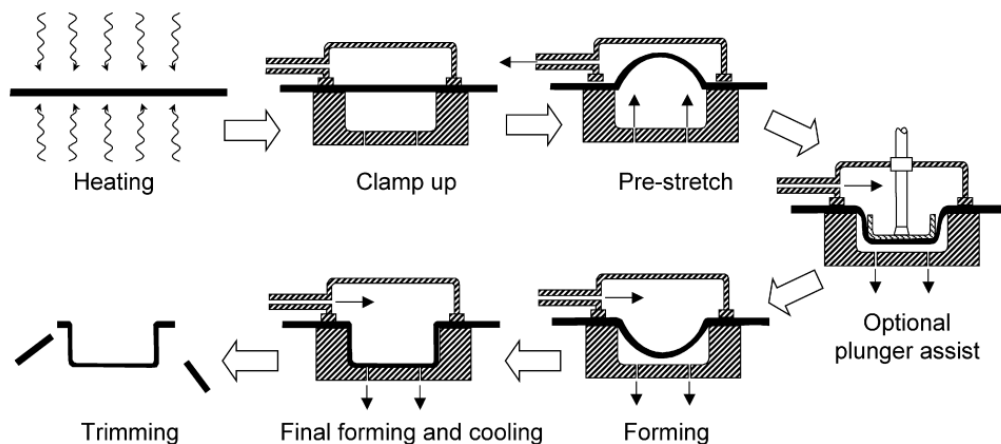 Heating
Clamp up
Pre-stretch
Optional
plunger assist
Forming
Final forming and cooling
Trimming